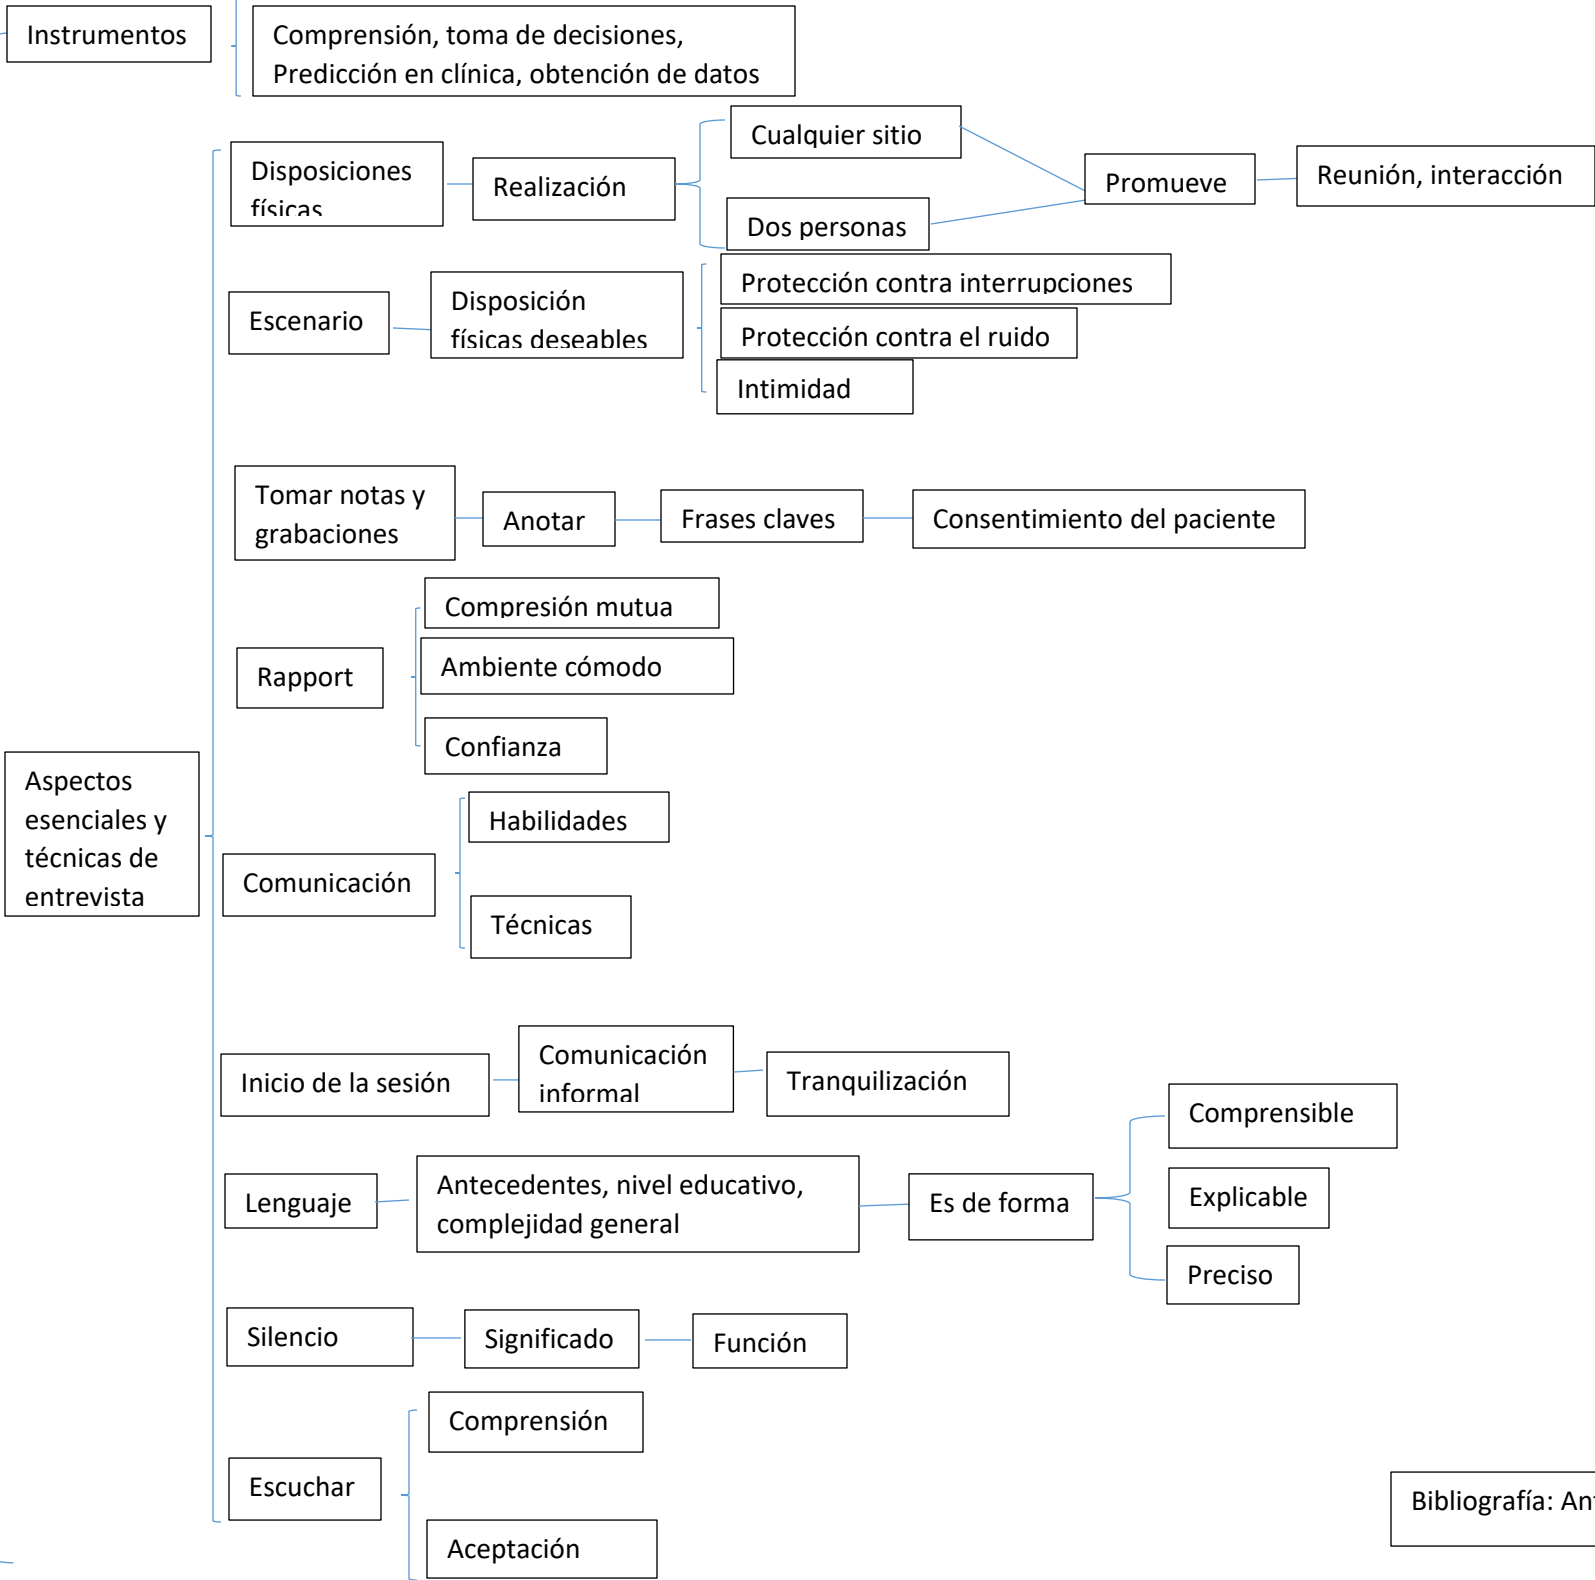 Instrumentos
Comprensión, toma de decisiones,
Predicción en clínica, obtención de datos
Disposiciones
físicas
Realización
Cualquier sitio
Dos personas
Promueve
Reunión, interacción
Escenario
Disposición
físicas deseables
Protección contra interrupciones
Protección contra el ruido
Intimidad
Tomar notas y
grabaciones
Anotar
Frases claves
Consentimiento del paciente
Rapport
Compresión mutua
Ambiente cómodo
Confianza
Aspectos
esenciales y
técnicas de
entrevista
Comunicación
Habilidades
Técnicas
Inicio de la sesión
Comunicación
informal
Tranquilización
Lenguaje
Antecedentes, nivel educativo,
complejidad general
Es de forma
Comprensible
Explicable
Preciso
Silencio
Significado
Función
Escuchar
Comprensión
Aceptación
Bibliografía: